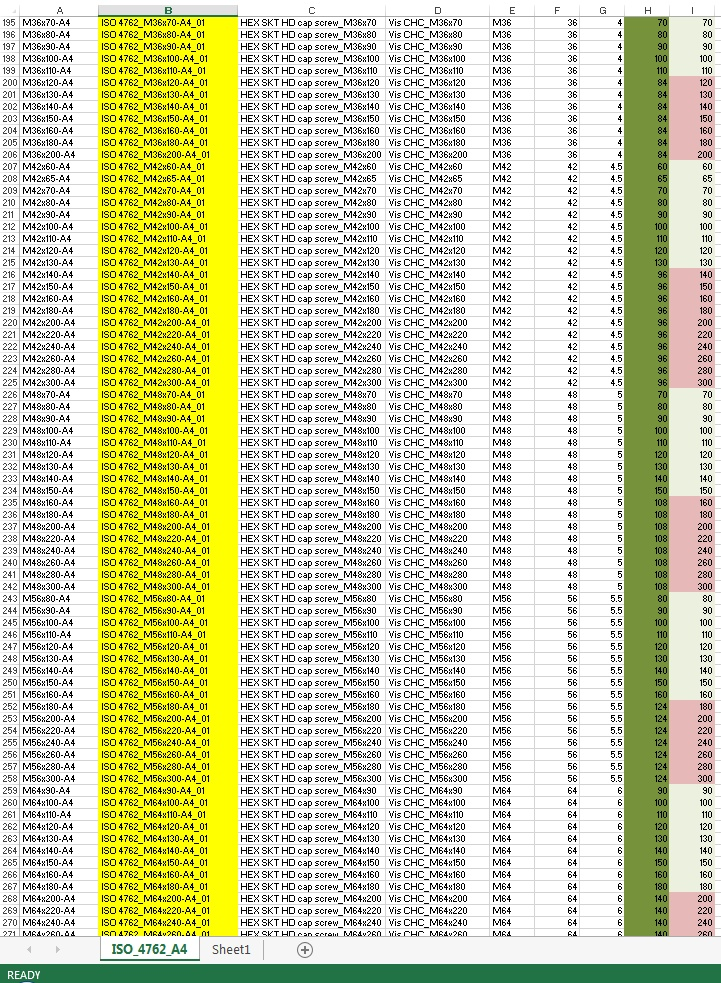 A B C D E F G H I
195 M36x70-A4 ISO 4762_M36x70-A4_01 HEX SKT HD cap screw_M36x70 Vis CHC_M36x70 M36 36 4 70 70
196 M36x80-A4 ISO 4762_M36x80-A4_01 HEX SKT HD cap screw_M36x80 Vis CHC_M36x80 M36 36 4 80 80
197 M36x90-A4 ISO 4762_M36x90-A4_01 HEX SKT HD cap screw_M36x90 Vis CHC_M36x90 M36 36 4 90 90
198 M36x100-A4 ISO 4762_M36x100-A4_01 HEX SKT HD cap screw_M36x100 Vis CHC_M36x100 M36 36 4 100 100
199 M36x110-A4 ISO 4762_M36x110-A4_01 HEX SKT HD cap screw_M36x110 Vis CHC_M36x110 M36 36 4 110 110
200 M36x120-A4 ISO 4762_M36x120-A4_01 HEX SKT HD cap screw_M36x120 Vis CHC_M36x120 M36 36 4 84 120
201 M36x130-A4 ISO 4762_M36x130-A4_01 HEX SKT HD cap screw_M36x130 Vis CHC_M36x130 M36 36 4 84 130
202 M36x140-A4 ISO 4762_M36x140-A4_01 HEX SKT HD cap screw_M36x140 Vis CHC_M36x140 M36 36 4 84 140
203 M36x150-A4 ISO 4762_M36x150-A4_01 HEX SKT HD cap screw_M36x150 Vis CHC_M36x150 M36 36 4 84 150
204 M36x160-A4 ISO 4762_M36x160-A4_01 HEX SKT HD cap screw_M36x160 Vis CHC_M36x160 M36 36 4 84 160
205 M36x180-A4 ISO 4762_M36x180-A4_01 HEX SKT HD cap screw_M36x180 Vis CHC_M36x180 M36 36 4 84 180
206 M36x200-A4 ISO 4762_M36x200-A4_01 HEX SKT HD cap screw_M36x200 Vis CHC_M36x200 M36 36 4 84 200
207 M42x60-A4 ISO 4762_M42x60-A4_01 HEX SKT HD cap screw_M42x60 Vis CHC_M42x60 M42 42 4.5 60 60
208 M42x65-A4 ISO 4762_M42x65-A4_01 HEX SKT HD cap screw_M42x65 Vis CHC_M42x65 M42 42 4.5 65 65
209 M42x70-A4 ISO 4762_M42x70-A4_01 HEX SKT HD cap screw_M42x70 Vis CHC_M42x70 M42 42 4.5 70 70
210 M42x80-A4 ISO 4762_M42x80-A4_01 HEX SKT HD cap screw_M42x80 Vis CHC_M42x80 M42 42 4.5 80 80
211 M42x90-A4 ISO 4762_M42x90-A4_01 HEX SKT HD cap screw_M42x90 Vis CHC_M42x90 M42 42 4.5 90 90
212 M42x100-A4 ISO 4762_M42x100-A4_01 HEX SKT HD cap screw_M42x100 Vis CHC_M42x100 M42 42 4.5 100 100
213 M42x110-A4 ISO 4762_M42x110-A4_01 HEX SKT HD cap screw_M42x110 Vis CHC_M42x110 M42 42 4.5 110 110
214 M42x120-A4 ISO 4762_M42x120-A4_01 HEX SKT HD cap screw_M42x120 Vis CHC_M42x120 M42 42 4.5 120 120
215 M42x130-A4 ISO 4762_M42x130-A4_01 HEX SKT HD cap screw_M42x130 Vis CHC_M42x130 M42 42 4.5 130 130
216 M42x140-A4 ISO 4762_M42x140-A4_01 HEX SKT HD cap screw_M42x140 Vis CHC_M42x140 M42 42 4.5 96 140
217 M42x150-A4 ISO 4762_M42x150-A4_01 HEX SKT HD cap screw_M42x150 Vis CHC_M42x150 M42 42 4.5 96 150
218 M42x160-A4 ISO 4762_M42x160-A4_01 HEX SKT HD cap screw_M42x160 Vis CHC_M42x160 M42 42 4.5 96 160
219 M42x180-A4 ISO 4762_M42x180-A4_01 HEX SKT HD cap screw_M42x180 Vis CHC_M42x180 M42 42 4.5 96 180
220 M42x200-A4 ISO 4762_M42x200-A4_01 HEX SKT HD cap screw_M42x200 Vis CHC_M42x200 M42 42 4.5 96 200
221 M42x220-A4 ISO 4762_M42x220-A4_01 HEX SKT HD cap screw_M42x220 Vis CHC_M42x220 M42 42 4.5 96 220
222 M42x240-A4 ISO 4762_M42x240-A4_01 HEX SKT HD cap screw_M42x240 Vis CHC_M42x240 M42 42 4.5 96 240
223 M42x260-A4 ISO 4762_M42x260-A4_01 HEX SKT HD cap screw_M42x260 Vis CHC_M42x260 M42 42 4.5 96 260
224 M42x280-A4 ISO 4762_M42x280-A4_01 HEX SKT HD cap screw_M42x280 Vis CHC_M42x280 M42 42 4.5 96 280
225 M42x300-A4 ISO 4762_M42x300-A4_01 HEX SKT HD cap screw_M42x300 Vis CHC_M42x300 M42 42 4.5 96 300
226 M48x70-A4 ISO 4762_M48x70-A4_01 HEX SKT HD cap screw_M48x70 Vis CHC_M48x70 M48 48 5 70 70
227 M48x80-A4 ISO 4762_M48x80-A4_01 HEX SKT HD cap screw_M48x80 Vis CHC_M48x80 M48 48 5 80 80
228 M48x90-A4 ISO 4762_M48x90-A4_01 HEX SKT HD cap screw_M48x90 Vis CHC_M48x90 M48 48 5 90 90
229 M48x100-A4 ISO 4762_M48x100-A4_01 HEX SKT HD cap screw_M48x100 Vis CHC_M48x100 M48 48 5 100 100
230 M48x110-A4 ISO 4762_M48x110-A4_01 HEX SKT HD cap screw_M48x110 Vis CHC_M48x110 M48 48 5 110 110
231 M48x120-A4 ISO 4762_M48x120-A4_01 HEX SKT HD cap screw_M48x120 Vis CHC_M48x120 M48 48 5 120 120
232 M48x130-A4 ISO 4762_M48x130-A4_01 HEX SKT HD cap screw_M48x130 Vis CHC_M48x130 M48 48 5 130 130
233 M48x140-A4 ISO 4762_M48x140-A4_01 HEX SKT HD cap screw_M48x140 Vis CHC_M48x140 M48 48 5 140 140
234 M48x150-A4 ISO 4762_M48x150-A4_01 HEX SKT HD cap screw_M48x150 Vis CHC_M48x150 M48 48 5 150 150
235 M48x160-A4 ISO 4762_M48x160-A4_01 HEX SKT HD cap screw_M48x160 Vis CHC_M48x160 M48 48 5 108 160
236 M48x180-A4 ISO 4762_M48x180-A4_01 HEX SKT HD cap screw_M48x180 Vis CHC_M48x180 M48 48 5 108 180
237 M48x200-A4 ISO 4762_M48x200-A4_01 HEX SKT HD cap screw_M48x200 Vis CHC_M48x200 M48 48 5 108 200
238 M48x220-A4 ISO 4762_M48x220-A4_01 HEX SKT HD cap screw_M48x220 Vis CHC_M48x220 M48 48 5 108 220
239 M48x240-A4 ISO 4762_M48x240-A4_01 HEX SKT HD cap screw_M48x240 Vis CHC_M48x240 M48 48 5 108 240
240 M48x260-A4 ISO 4762_M48x260-A4_01 HEX SKT HD cap screw_M48x260 Vis CHC_M48x260 M48 48 5 108 260
241 M48x280-A4 ISO 4762_M48x280-A4_01 HEX SKT HD cap screw_M48x280 Vis CHC_M48x280 M48 48 5 108 280
242 M48x300-A4 ISO 4762_M48x300-A4_01 HEX SKT HD cap screw_M48x300 Vis CHC_M48x300 M48 48 5 108 300
243 M56x80-A4 ISO 4762_M56x80-A4_01 HEX SKT HD cap screw_M56x80 Vis CHC_M56x80 M56 56 5.5 80 80
244 M56x90-A4 ISO 4762_M56x90-A4_01 HEX SKT HD cap screw_M56x90 Vis CHC_M56x90 M56 56 5.5 90 90
245 M56x100-A4 ISO 4762_M56x100-A4_01 HEX SKT HD cap screw_M56x100 Vis CHC_M56x100 M56 56 5.5 100 100
246 M56x110-A4 ISO 4762_M56x110-A4_01 HEX SKT HD cap screw_M56x110 Vis CHC_M56x110 M56 56 5.5 110 110
247 M56x120-A4 ISO 4762_M56x120-A4_01 HEX SKT HD cap screw_M56x120 Vis CHC_M56x120 M56 56 5.5 120 120
248 M56x130-A4 ISO 4762_M56x130-A4_01 HEX SKT HD cap screw_M56x130 Vis CHC_M56x130 M56 56 5.5 130 130
249 M56x140-A4 ISO 4762_M56x140-A4_01 HEX SKT HD cap screw_M56x140 Vis CHC_M56x140 M56 56 5.5 140 140
250 M56x150-A4 ISO 4762_M56x150-A4_01 HEX SKT HD cap screw_M56x150 Vis CHC_M56x150 M56 56 5.5 150 150
251 M56x160-A4 ISO 4762_M56x160-A4_01 HEX SKT HD cap screw_M56x160 Vis CHC_M56x160 M56 56 5.5 160 160
252 M56x180-A4 ISO 4762_M56x180-A4_01 HEX SKT HD cap screw_M56x180 Vis CHC_M56x180 M56 56 5.5 124 180
253 M56x200-A4 ISO 4762_M56x200-A4_01 HEX SKT HD cap screw_M56x200 Vis CHC_M56x200 M56 56 5.5 124 200
254 M56x220-A4 ISO 4762_M56x220-A4_01 HEX SKT HD cap screw_M56x220 Vis CHC_M56x220 M56 56 5.5 124 220
255 M56x240-A4 ISO 4762_M56x240-A4_01 HEX SKT HD cap screw_M56x240 Vis CHC_M56x240 M56 56 5.5 124 240
256 M56x260-A4 ISO 4762_M56x260-A4_01 HEX SKT HD cap screw_M56x260 Vis CHC_M56x260 M56 56 5.5 124 260
257 M56x280-A4 ISO 4762_M56x280-A4_01 HEX SKT HD cap screw_M56x280 Vis CHC_M56x280 M56 56 5.5 124 280
258 M56x300-A4 ISO 4762_M56x300-A4_01 HEX SKT HD cap screw_M56x300 Vis CHC_M56x300 M56 56 5.5 124 300
259 M64x90-A4 ISO 4762_M64x90-A4_01 HEX SKT HD cap screw_M64x90 Vis CHC_M64x90 M64 64 6 90 90
260 M64x100-A4 ISO 4762_M64x100-A4_01 HEX SKT HD cap screw_M64x100 Vis CHC_M64x100 M64 64 6 100 100
261 M64x110-A4 ISO 4762_M64x110-A4_01 HEX SKT HD cap screw_M64x110 Vis CHC_M64x110 M64 64 6 110 110
262 M64x120-A4 ISO 4762_M64x120-A4_01 HEX SKT HD cap screw_M64x120 Vis CHC_M64x120 M64 64 6 120 120
263 M64x130-A4 ISO 4762_M64x130-A4_01 HEX SKT HD cap screw_M64x130 Vis CHC_M64x130 M64 64 6 130 130
264 M64x140-A4 ISO 4762_M64x140-A4_01 HEX SKT HD cap screw_M64x140 Vis CHC_M64x140 M64 64 6 140 140
265 M64x150-A4 ISO 4762_M64x150-A4_01 HEX SKT HD cap screw_M64x150 Vis CHC_M64x150 M64 64 6 150 150
266 M64x160-A4 ISO 4762_M64x160-A4_01 HEX SKT HD cap screw_M64x160 Vis CHC_M64x160 M64 64 6 160 160
267 M64x180-A4 ISO 4762_M64x180-A4_01 HEX SKT HD cap screw_M64x180 Vis CHC_M64x180 M64 64 6 180 180
268 M64x200-A4 ISO 4762_M64x200-A4_01 HEX SKT HD cap screw_M64x200 Vis CHC_M64x200 M64 64 6 140 200
269 M64x220-A4 ISO 4762_M64x220-A4_01 HEX SKT HD cap screw_M64x220 Vis CHC_M64x220 M64 64 6 140 220
270 M64x240-A4 ISO 4762_M64x240-A4_01 HEX SKT HD cap screw_M64x240 Vis CHC_M64x240 M64 64 6 140 240
271 M64x260-A4 ISO 4762_M64x260-A4_01 HEX SKT HD cap screw_M64x260 Vis CHC_M64x260 M64 64 6 140 260
ISO_4762_A4 Sheet1
READY